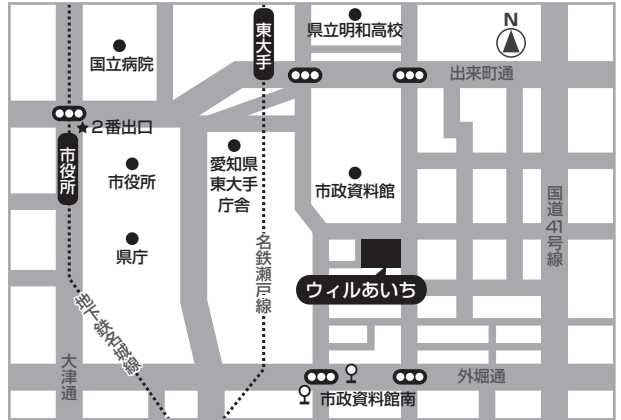 県立明和高校
N
東大手
国立病院
出来町通
★2番出口
市役所
市役所
愛知県
東大手
庁舎
市政資料館
国道41号線
県庁
名鉄瀬戸線
ウィルあいち
地下鉄名城線
大津通
外堀通
市政資料館南